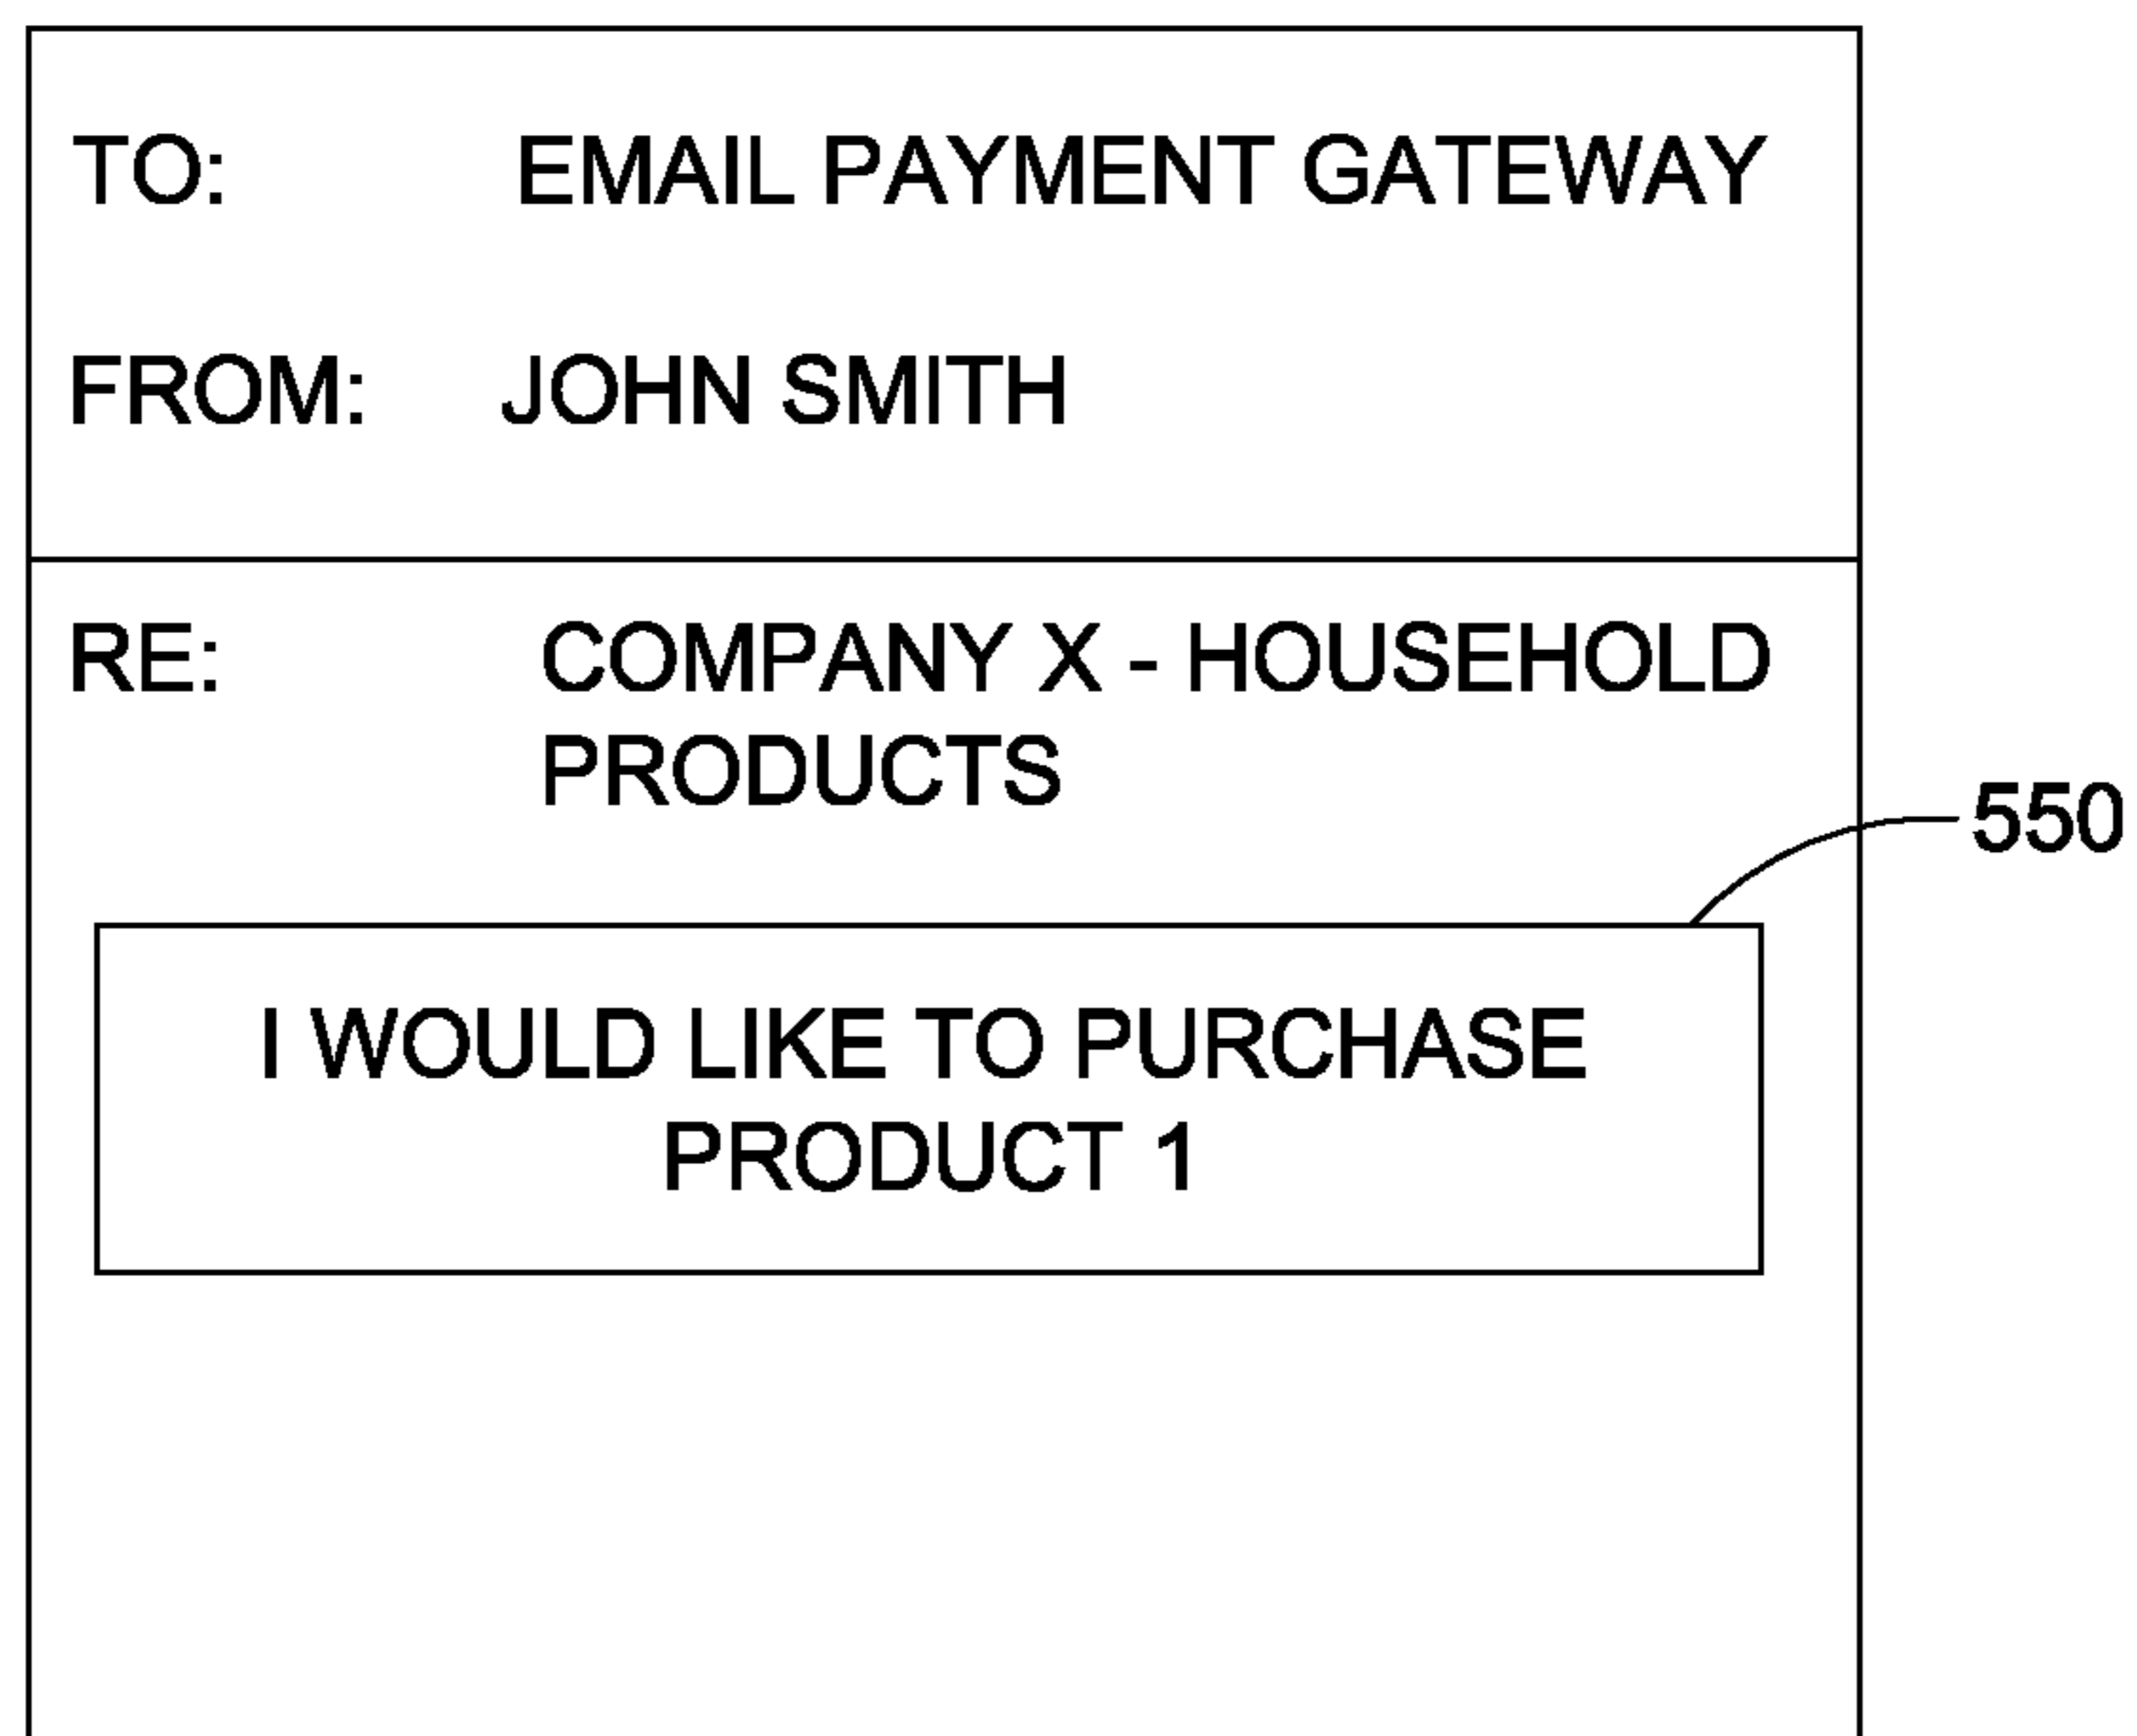 TO: EMAIL PAYMENT GATEWAY
FROM: JOHN SMITH
RE: COMPANY X - HOUSEHOLD
PRODUCTS
550
I WOULD LIKE TO PURCHASE
PRODUCT 1